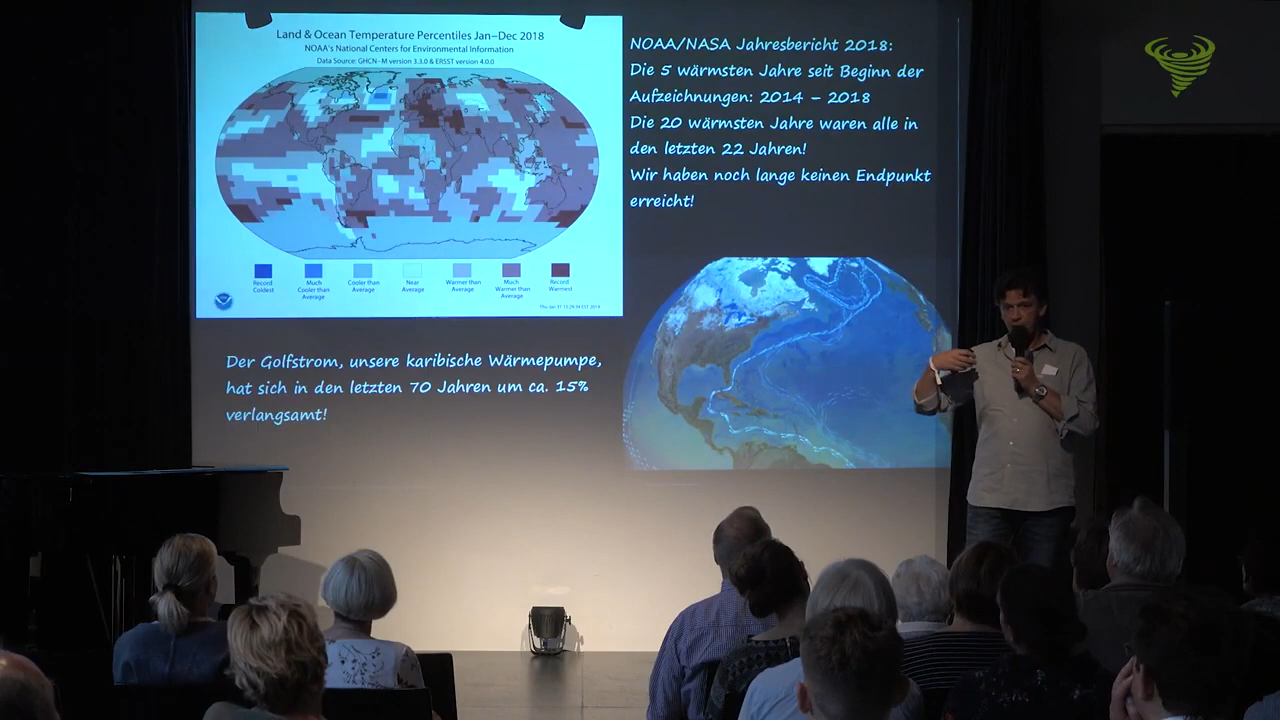 Land & Ocean Temperature Percentiles Jan–Dec 2018
NOAA's National Centers for Environmental Information
Data Source: GHCN–M version 3.3.0 & ERSST version 4.0.0
Record
Coldest
Much
Cooler than
Average
Cooler than
Average
Near
Average
Warmer than
Average
Much
Warmer than
Average
Record
Warmest
NOAA/NASA Jahresbericht 2018:
Die 5 wärmsten Jahre seit Beginn der
Aufzeichnungen: 2014 – 2018
Die 20 wärmsten Jahre waren alle in
den letzten 22 Jahren!
Wir haben noch lange keinen Endpunkt
erreicht!
Der Golfstrom, unsere karibische Wärmepumpe,
hat sich in den letzten 70 Jahren um ca. 15%
verlangsamt!